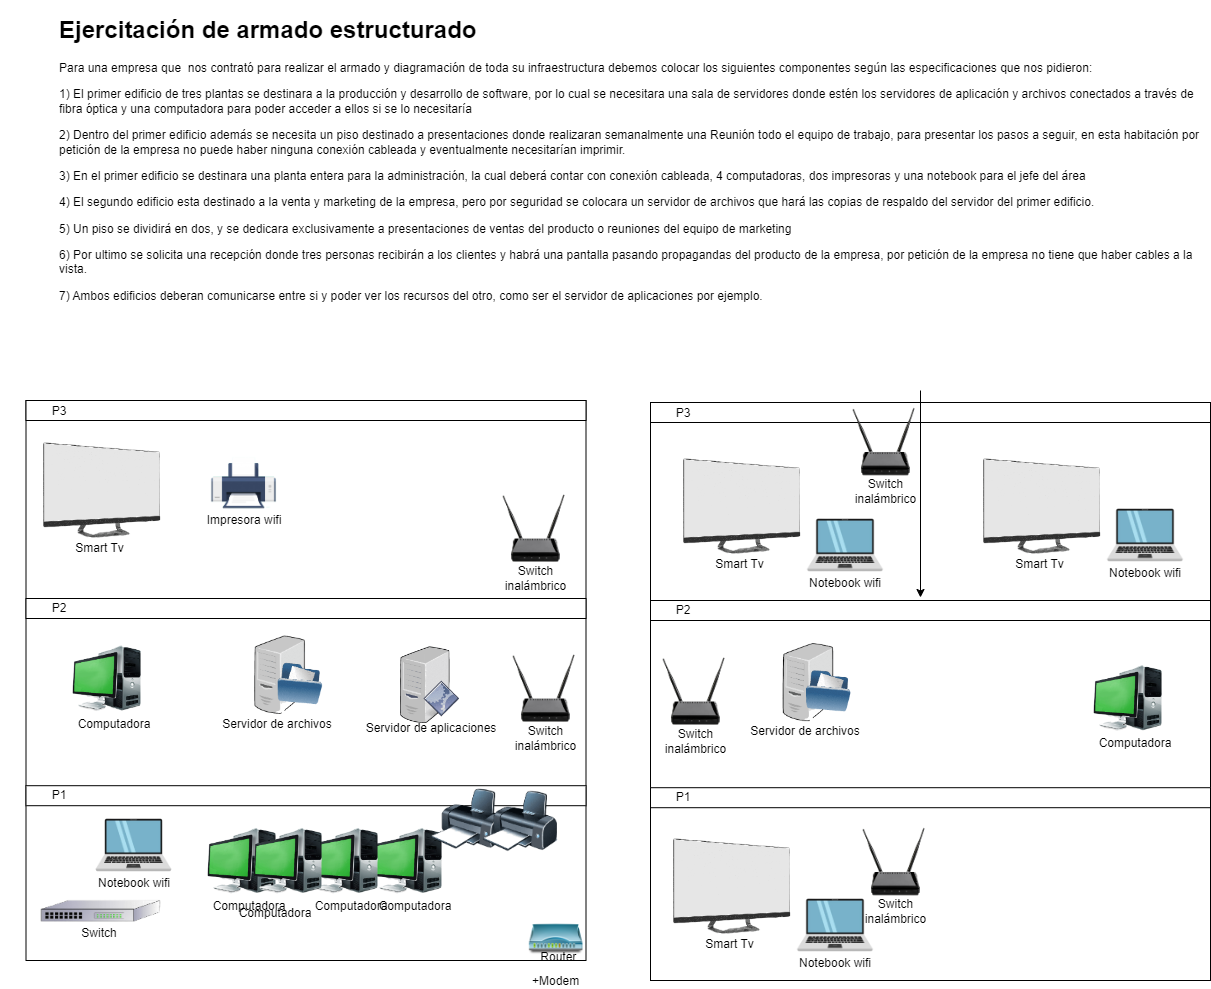 Ejercitación de armado estructurado
Para una empresa que  nos contrató para realizar el armado y diagramación de toda su infraestructura debemos colocar los siguientes componentes según las especificaciones que nos pidieron:
1) El primer edificio de tres plantas se destinara a la producción y desarrollo de software, por lo cual se necesitara una sala de servidores donde estén los servidores de aplicación y archivos conectados a través de
fibra óptica y una computadora para poder acceder a ellos si se lo necesitaría
2) Dentro del primer edificio además se necesita un piso destinado a presentaciones donde realizaran semanalmente una Reunión todo el equipo de trabajo, para presentar los pasos a seguir, en esta habitación por
petición de la empresa no puede haber ninguna conexión cableada y eventualmente necesitarían imprimir.
3) En el primer edificio se destinara una planta entera para la administración, la cual deberá contar con conexión cableada, 4 computadoras, dos impresoras y una notebook para el jefe del área
4) El segundo edificio esta destinado a la venta y marketing de la empresa, pero por seguridad se colocara un servidor de archivos que hará las copias de respaldo del servidor del primer edificio.
5) Un piso se dividirá en dos, y se dedicara exclusivamente a presentaciones de ventas del producto o reuniones del equipo de marketing
6) Por ultimo se solicita una recepción donde tres personas recibirán a los clientes y habrá una pantalla pasando propagandas del producto de la empresa, por petición de la empresa no tiene que haber cables a la
vista.
7) Ambos edificios deberan comunicarse entre si y poder ver los recursos del otro, como ser el servidor de aplicaciones por ejemplo.
P3
Smart Tv
Impresora wifi
Switch
inalámbrico
P2
Computadora
Servidor de archivos
Servidor de aplicaciones
Switch
inalámbrico
P1
Notebook wifi
Switch
Computadora
Computadora
Computadora
Computadora
Router
+Modem
P3
Smart Tv
Switch
inalámbrico
Notebook wifi
Smart Tv
Notebook wifi
P2
Switch
inalámbrico
Servidor de archivos
Computadora
P1
Smart Tv
Switch
inalámbrico
Notebook wifi